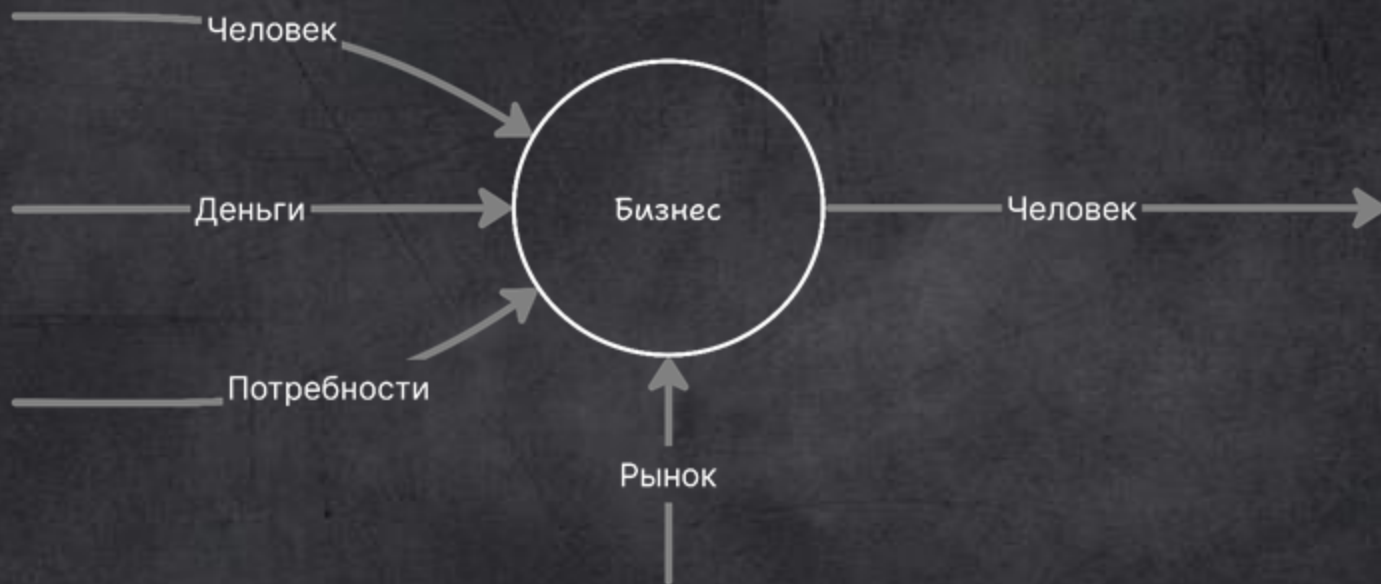 Человек
Деньги
Бизнес
Человек
Потребности
Рынок